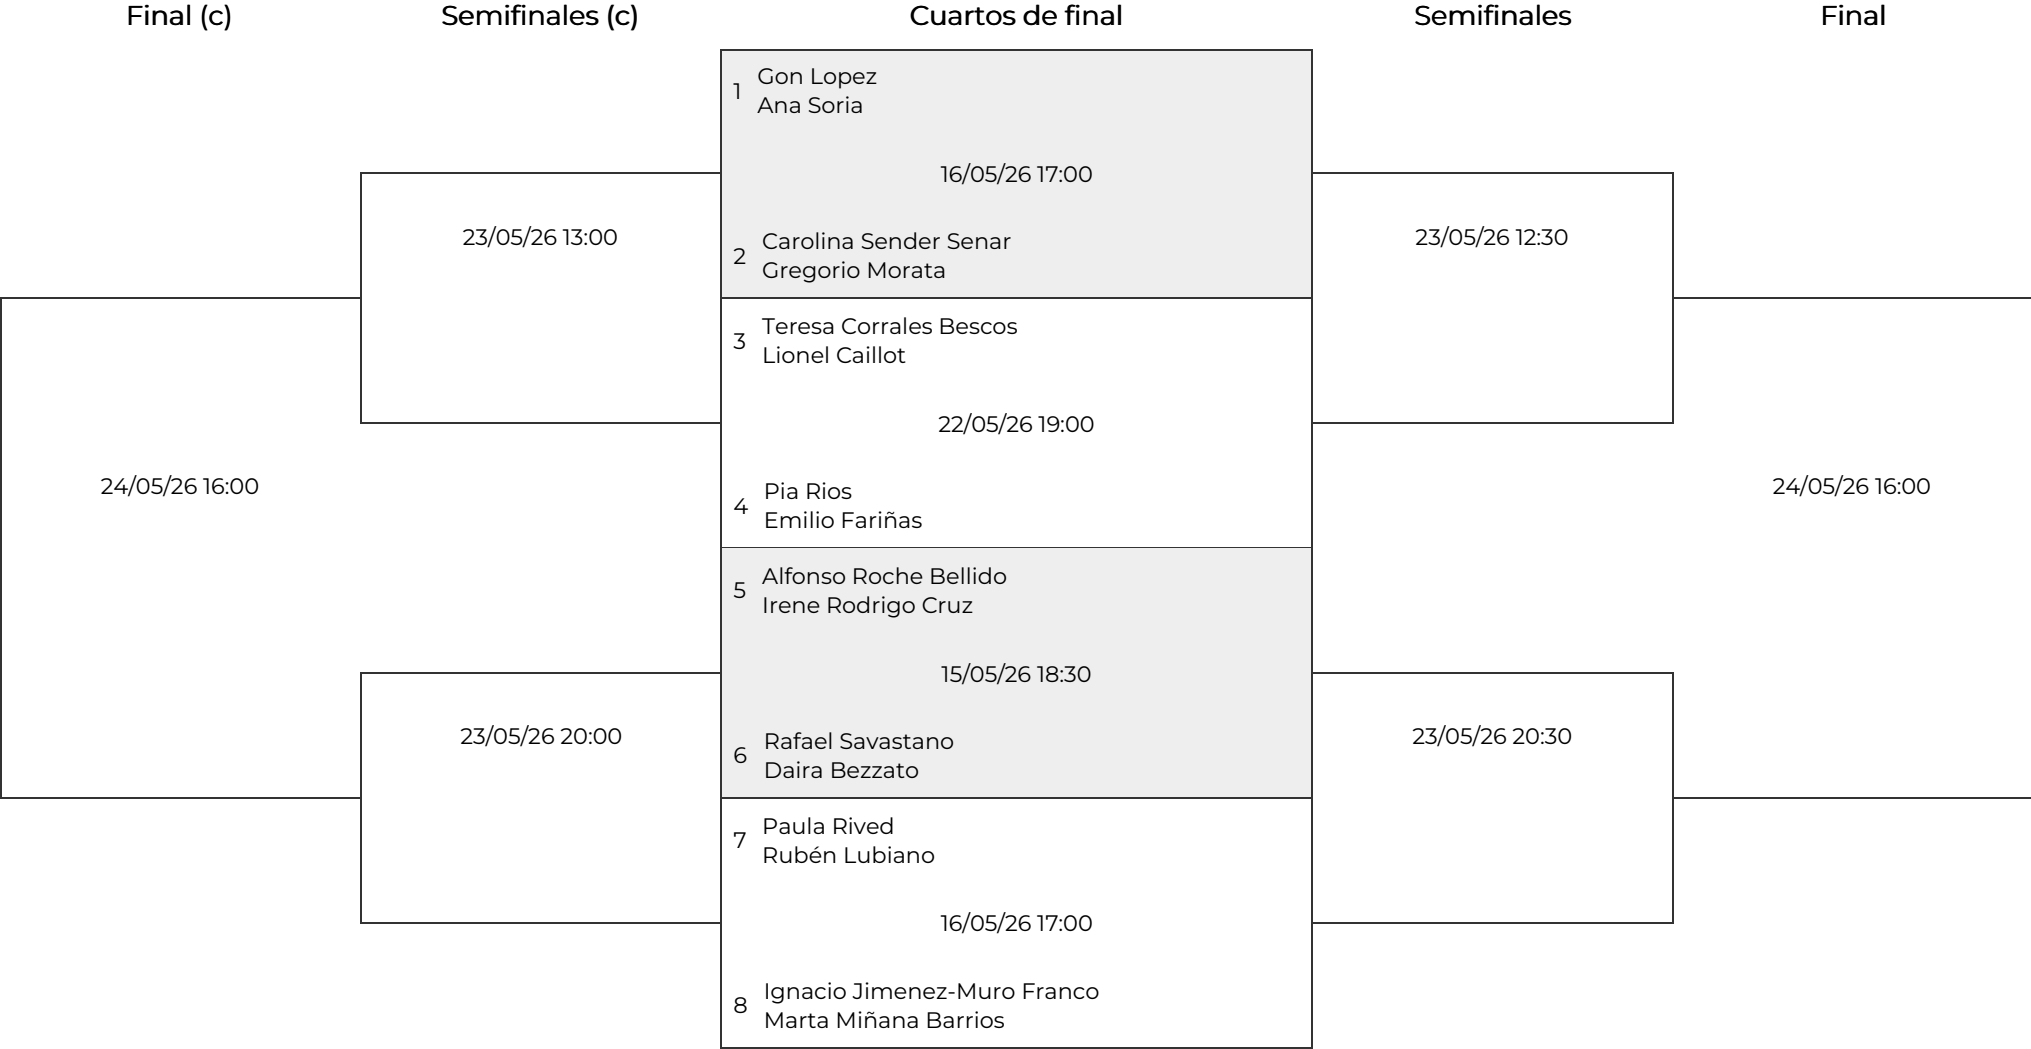 Final (c)
Semifinales (c)
Cuartos de final
Semifinales
Final
1
Gon Lopez
Ana Soria
16/05/26 17:00
2
Carolina Sender Senar
Gregorio Morata
23/05/26 13:00
23/05/26 12:30
3
Teresa Corrales Bescos
Lionel Caillot
22/05/26 19:00
4
Pia Rios
Emilio Fariñas
24/05/26 16:00
24/05/26 16:00
5
Alfonso Roche Bellido
Irene Rodrigo Cruz
15/05/26 18:30
6
Rafael Savastano
Daira Bezzato
23/05/26 20:00
23/05/26 20:30
7
Paula Rived
Rubén Lubiano
16/05/26 17:00
8
Ignacio Jimenez-Muro Franco
Marta Miñana Barrios